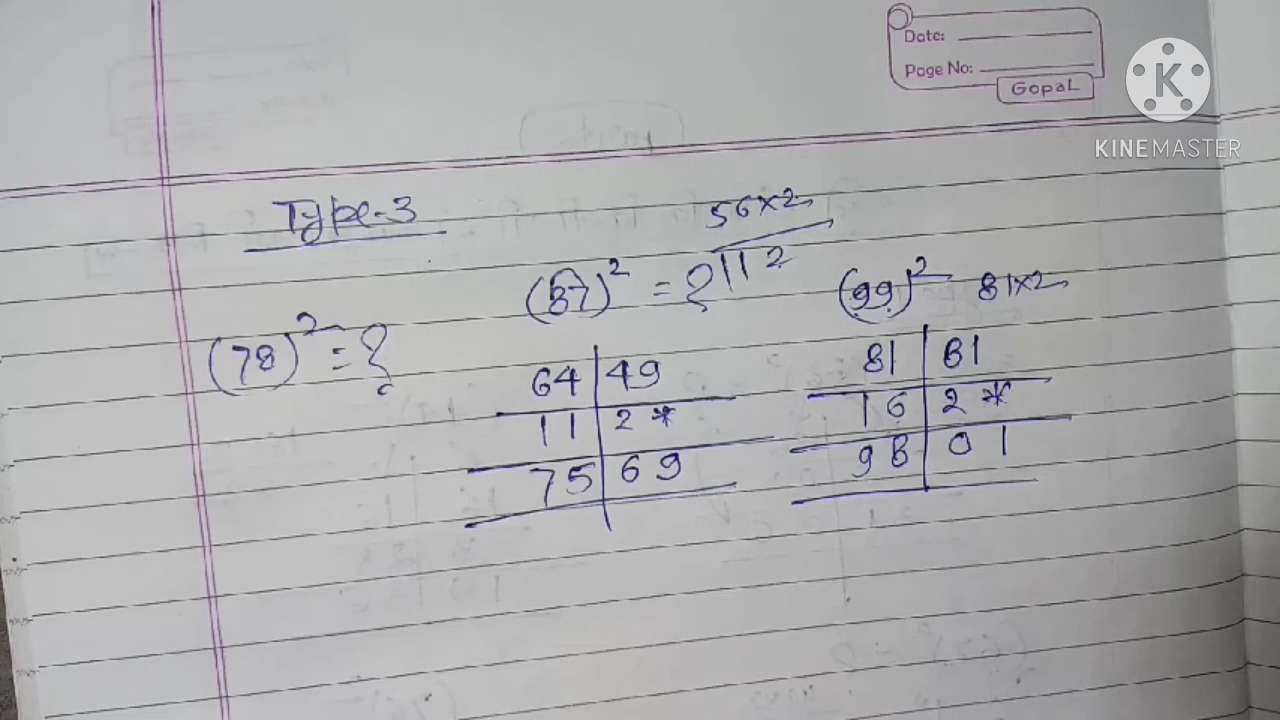 Date:
Page No:
GopaL
KINEMASTER
Type-3
56×2
112
(87)² = ?
(99)² 81×2
(78)² = ?
64 | 49
11 | 2 *
75 | 69
81 | 81
16 | 2 *
98 | 01